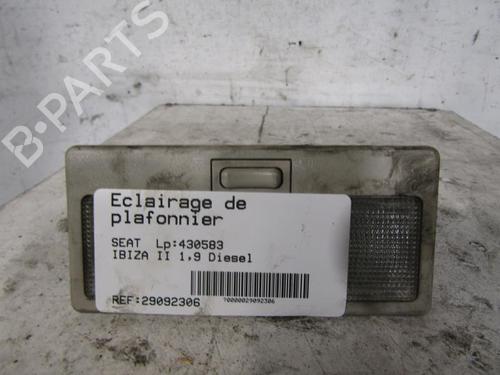 B-PARTS
Eclairage de
plafonnier
SEAT Lp:430583
IBIZA II 1,9 Diesel
*0000029092306
REF:29092306